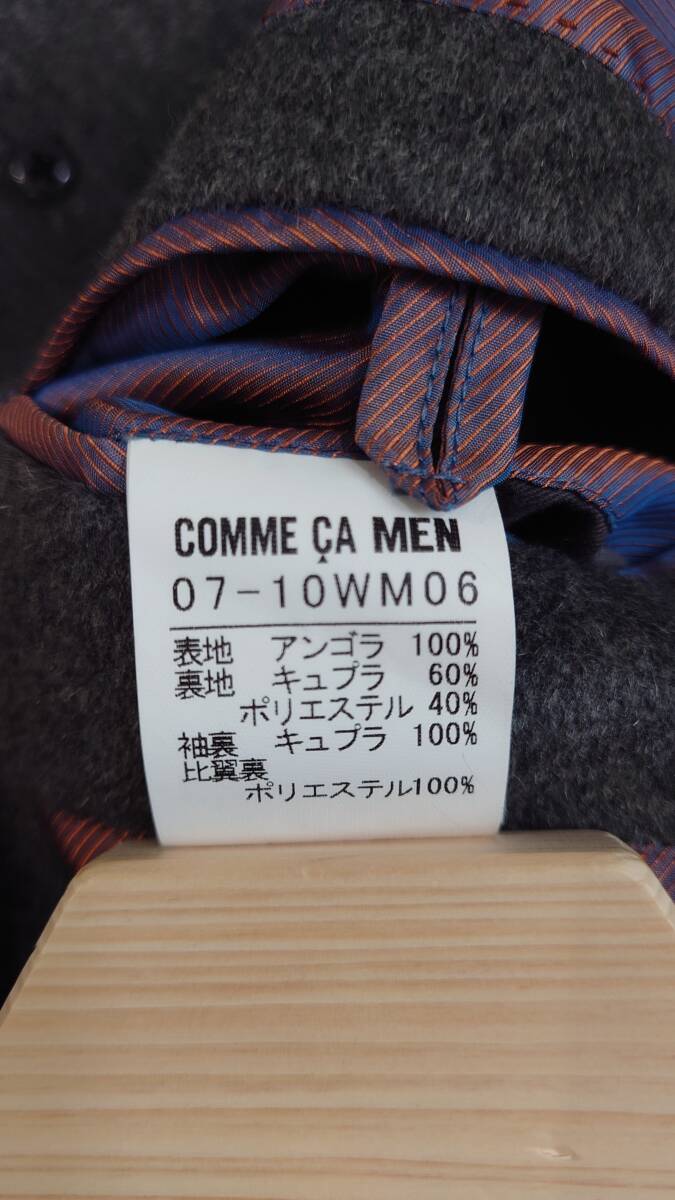 COMME ÇA MEN
07-10WM06
表地 アンゴラ 100%
裏地 キュプラ 60%
ポリエステル 40%
袖裏 キュプラ 100%
比翼裏
ポリエステル100%